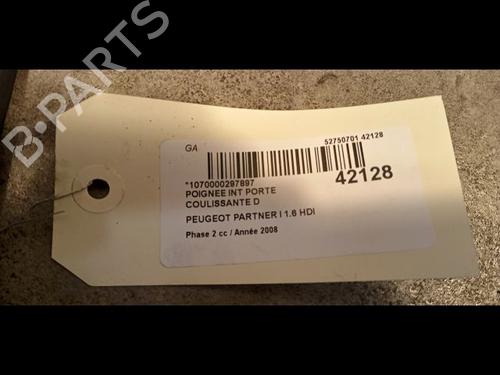 B-PARTS
GA
52750701 42128
42128
*1070000297897
POIGNEE INT PORTE
COULISSANTE D
PEUGEOT PARTNER I 1.6 HDI
Phase 2 cc / Année 2008